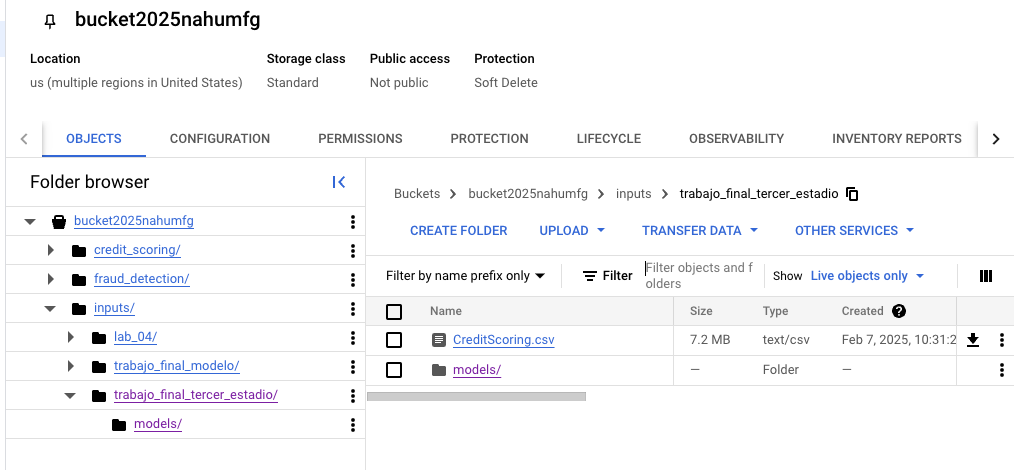 bucket2025nahumfg
Location Storage class Public access Protection
us (multiple regions in United States) Standard Not public Soft Delete
OBJECTS CONFIGURATION PERMISSIONS PROTECTION LIFECYCLE OBSERVABILITY INVENTORY REPORTS
Folder browser
bucket2025nahumfg
credit_scoring/
fraud_detection/
inputs/
lab_04/
trabajo_final_modelo/
trabajo_final_tercer_estadio/
models/
Buckets > bucket2025nahumfg > inputs > trabajo_final_tercer_estadio
CREATE FOLDER UPLOAD TRANSFER DATA OTHER SERVICES
Filter by name prefix only Filter Filter objects and f
olders
Show Live objects only
Name Size Type Created
CreditScoring.csv 7.2 MB text/csv Feb 7, 2025, 10:31:2
models/ — Folder —